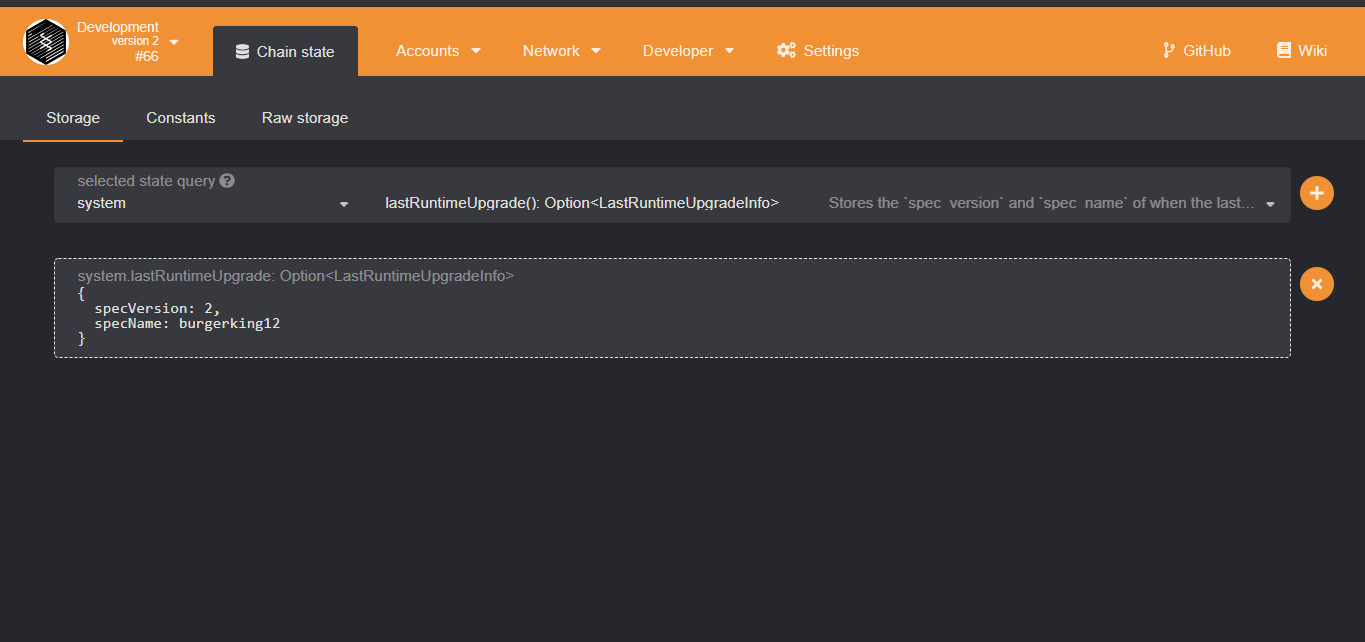 Development
version 2
#66
Chain state
Accounts
Network
Developer
Settings
GitHub
Wiki
Storage
Constants
Raw storage
selected state query ?
system
lastRuntimeUpgrade(): Option<LastRuntimeUpgradeInfo>
Stores the `spec_version` and `spec_name` of when the last...
system.lastRuntimeUpgrade: Option<LastRuntimeUpgradeInfo>
{
specVersion: 2,
specName: burgerking12
}